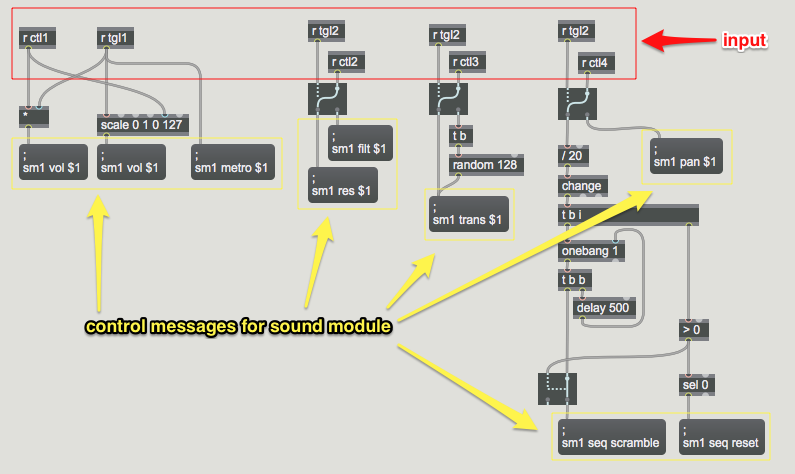 r ctl1
r tgl1
r tgl2
r ctl2
r tgl2
r ctl3
r tgl2
r ctl4
input
*
scale 0 1 0 127
;
sm1 vol $1
;
sm1 vol $1
;
sm1 metro $1
;
sm1 filt $1
;
sm1 res $1
t b
random 128
;
sm1 trans $1
;
sm1 pan $1
/ 20
change
t b i
onebang 1
t b b
delay 500
> 0
sel 0
;
sm1 seq scramble
;
sm1 seq reset
control messages for sound module